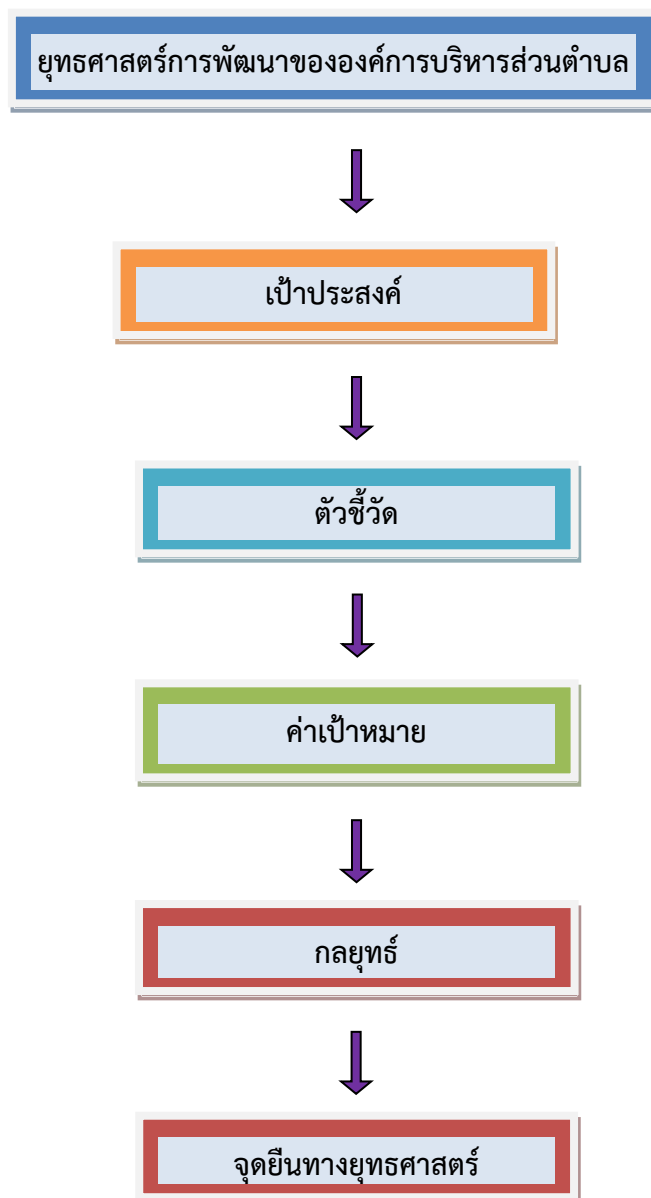 ยุทธศาสตร์การพัฒนาขององค์การบริหารส่วนตำบล
เป้าประสงค์
ตัวชี้วัด
ค่าเป้าหมาย
กลยุทธ์
จุดยืนทางยุทธศาสตร์